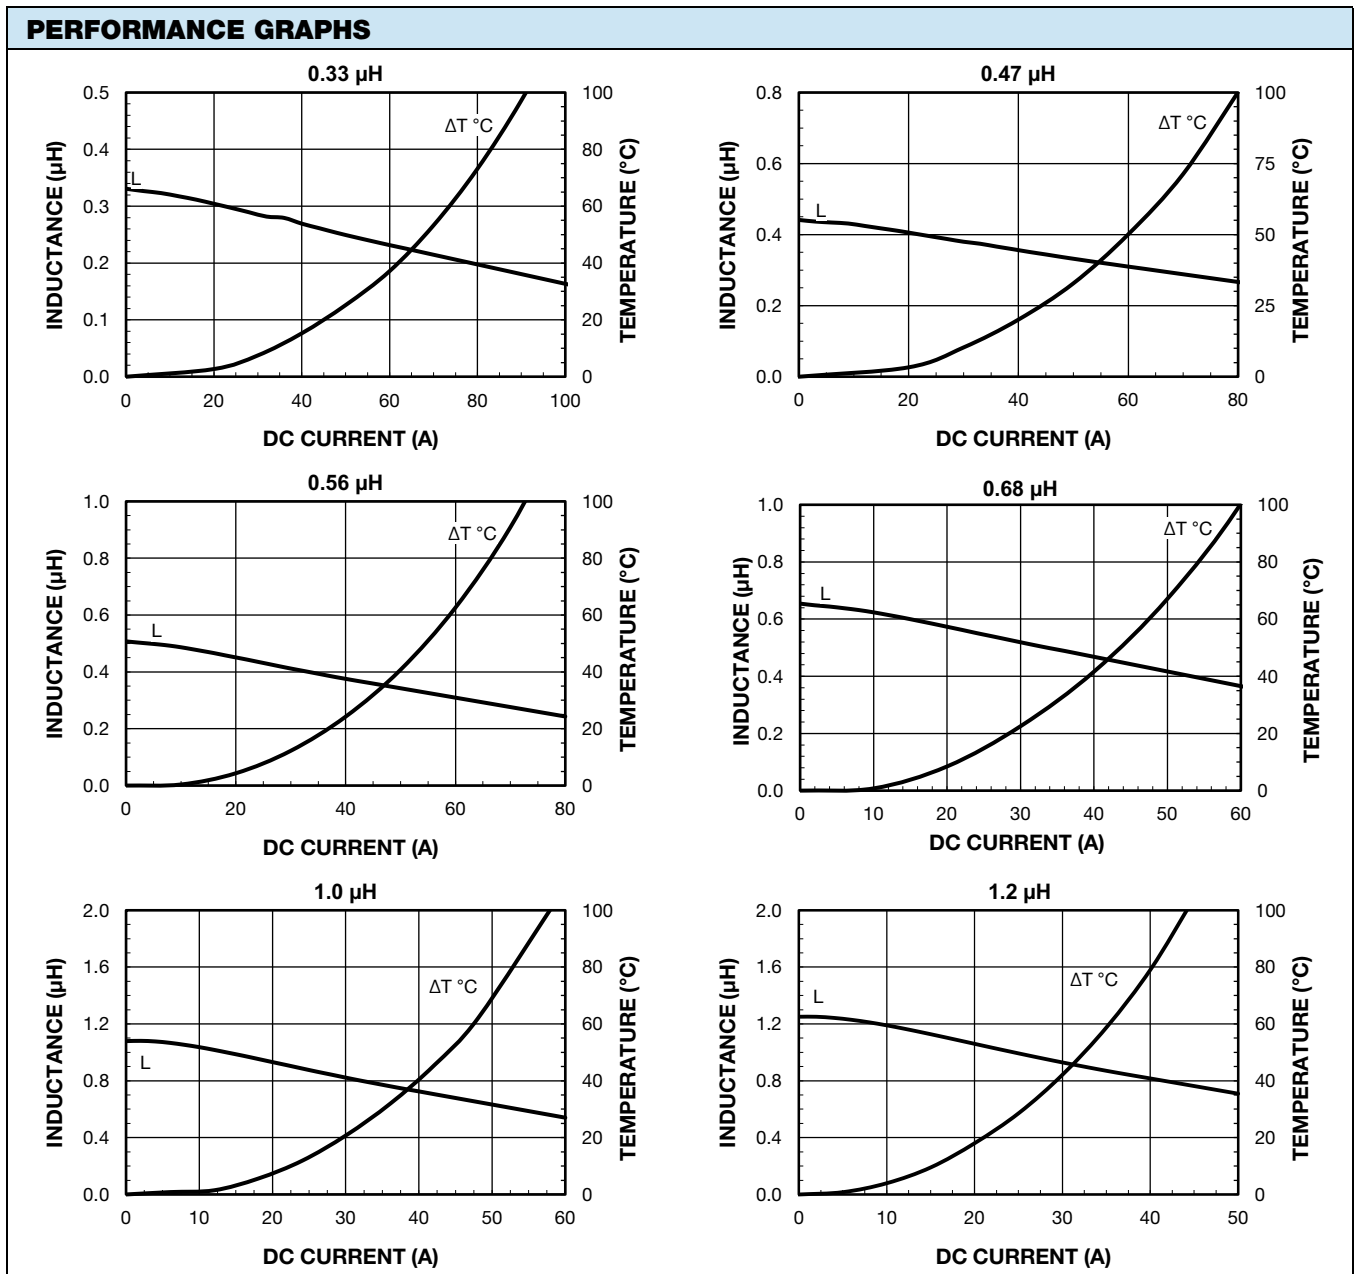 PERFORMANCE GRAPHS
0.33 µH
0.5
0.4
0.3
0.2
0.1
0.0
INDUCTANCE (µH)
L
ΔT °C
100
80
60
40
20
0
TEMPERATURE (°C)
0 20 40 60 80 100
DC CURRENT (A)
0.47 µH
0.8
0.6
0.4
0.2
0.0
INDUCTANCE (µH)
L
ΔT °C
100
75
50
25
0
TEMPERATURE (°C)
0 20 40 60 80
DC CURRENT (A)
0.56 µH
1.0
0.8
0.6
0.4
0.2
0.0
INDUCTANCE (µH)
L
ΔT °C
100
80
60
40
20
0
TEMPERATURE (°C)
0 20 40 60 80
DC CURRENT (A)
0.68 µH
1.0
0.8
0.6
0.4
0.2
0.0
INDUCTANCE (µH)
L
ΔT °C
100
80
60
40
20
0
TEMPERATURE (°C)
0 10 20 30 40 50 60
DC CURRENT (A)
1.0 µH
2.0
1.6
1.2
0.8
0.4
0.0
INDUCTANCE (µH)
L
ΔT °C
100
80
60
40
20
0
TEMPERATURE (°C)
0 10 20 30 40 50 60
DC CURRENT (A)
1.2 µH
2.0
1.6
1.2
0.8
0.4
0.0
INDUCTANCE (µH)
L
ΔT °C
100
80
60
40
20
0
TEMPERATURE (°C)
0 10 20 30 40 50
DC CURRENT (A)